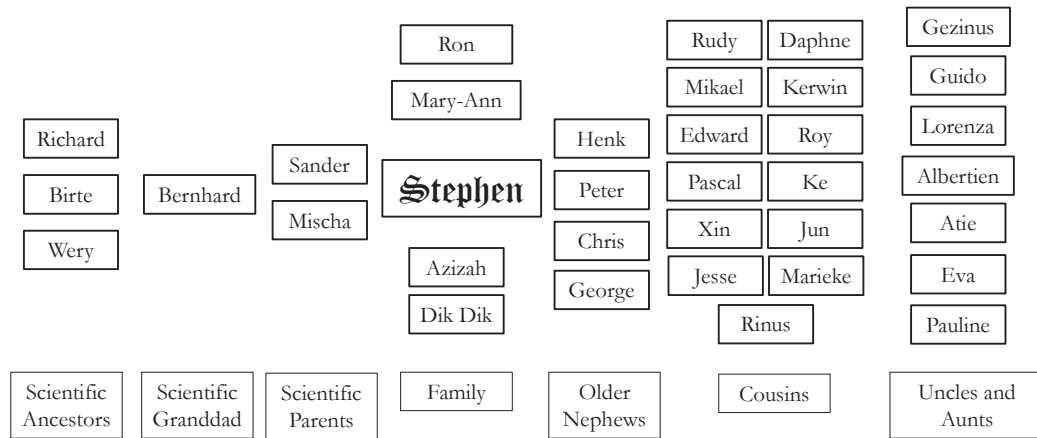 Richard
Birte
Wery
Bernhard
Sander
Mischa
Ron
Mary-Ann
Stephen
Azizah
Dik Dik
Henk
Peter
Chris
George
Rudy Daphne
Mikael Kerwin
Edward Roy
Pascal Ke
Xin Jun
Jesse Marieke
Rinus
Gezinus
Guido
Lorenza
Albertien
Atie
Eva
Pauline
Scientific
Ancestors
Scientific
Granddad
Scientific
Parents
Family
Older
Nephews
Cousins
Uncles and
Aunts